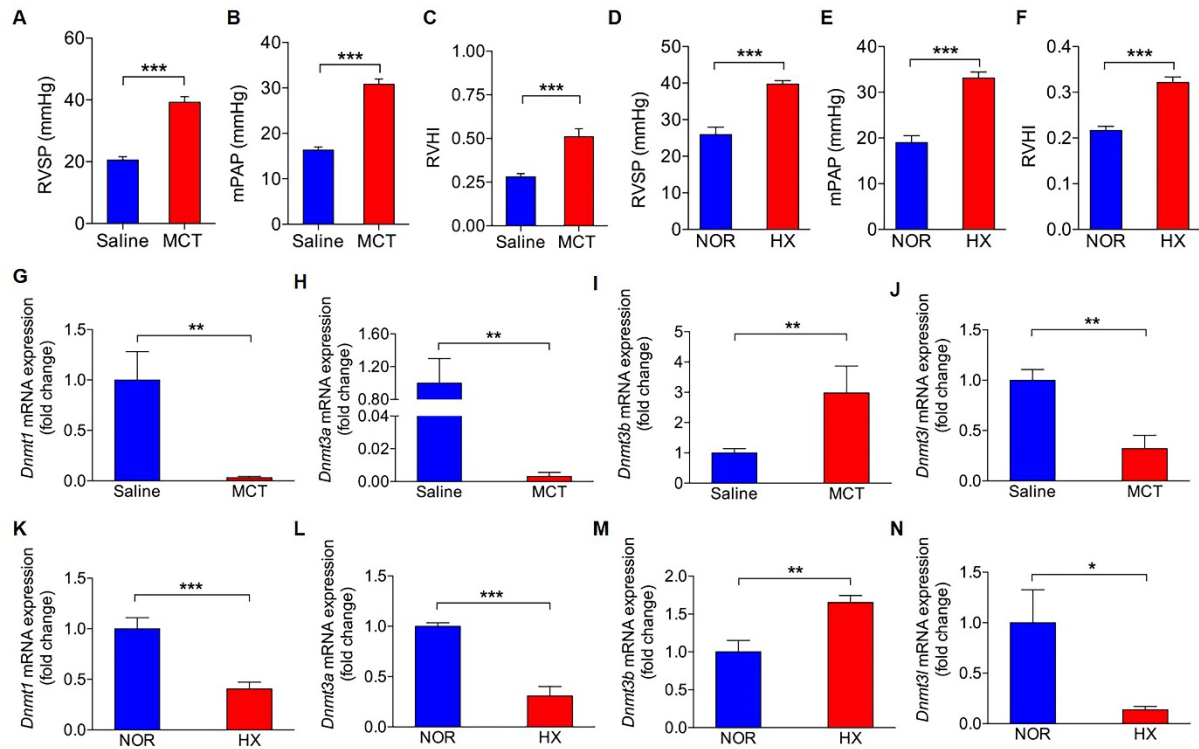 A
RVSP (mmHg)
60
40
20
0
***
Saline MCT
B
mPAP (mmHg)
40
30
20
10
0
***
Saline MCT
C
RVHI
1.00
0.75
0.50
0.25
0.00
***
Saline MCT
D
RVSP (mmHg)
50
40
30
20
10
0
***
NOR HX
E
mPAP (mmHg)
40
30
20
10
0
***
NOR HX
F
RVHI
0.4
0.3
0.2
0.1
0.0
***
NOR HX
G
Dnmt1 mRNA expression
(fold change)
1.5
1.0
0.5
0.0
**
Saline MCT
H
Dnmt3a mRNA expression
(fold change)
1.60
1.40
1.20
1.00
0.80
0.04
0.02
0.00
**
Saline MCT
I
Dnmt3b mRNA expression
(fold change)
5
4
3
2
1
0
**
Saline MCT
J
Dnmt3l mRNA expression
(fold change)
1.5
1.0
0.5
0.0
**
Saline MCT
K
Dnmt1 mRNA expression
(fold change)
1.5
1.0
0.5
0.0
***
NOR HX
L
Dnmt3a mRNA expression
(fold change)
1.5
1.0
0.5
0.0
***
NOR HX
M
Dnmt3b mRNA expression
(fold change)
2.0
1.5
1.0
0.5
0.0
**
NOR HX
N
Dnmt3l mRNA expression
(fold change)
1.5
1.0
0.5
0.0
*
NOR HX